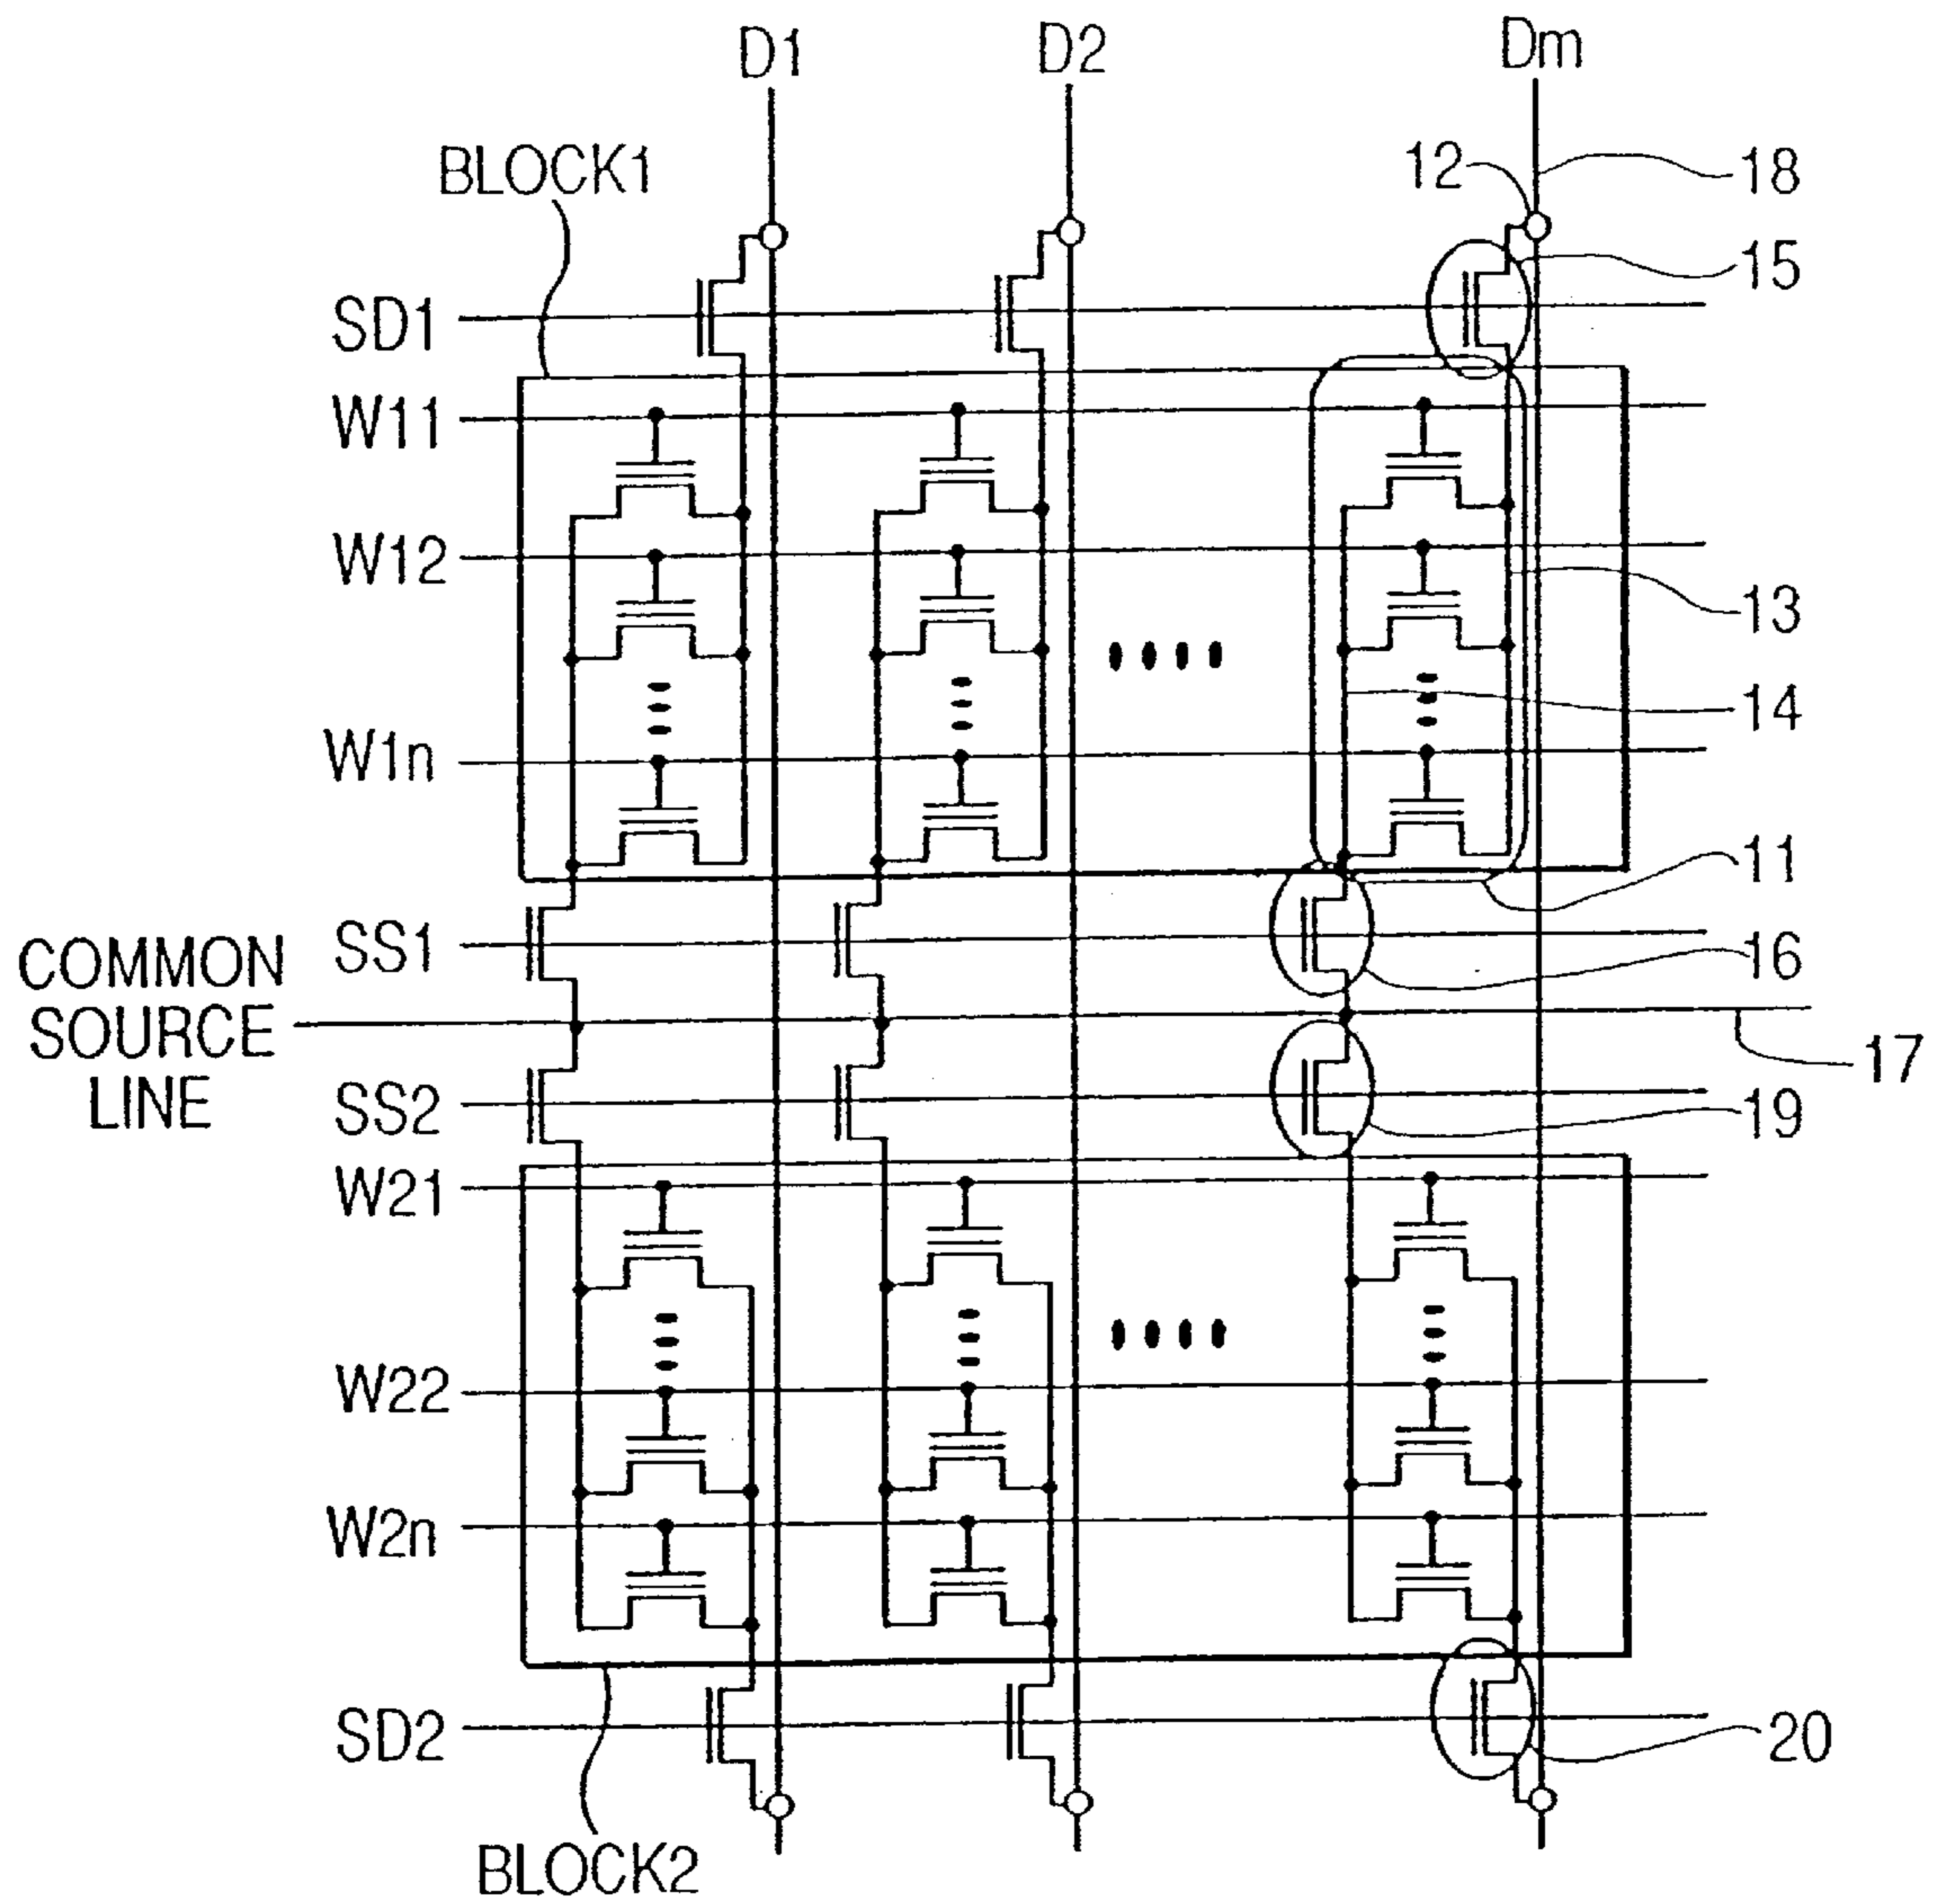 D1
D2
Dm
BLOCK1
12
18
15
SD1
W11
W12
13
14
W1n
11
SS1
16
COMMON
SOURCE
LINE
17
SS2
19
W21
W22
W2n
SD2
20
BLOCK2